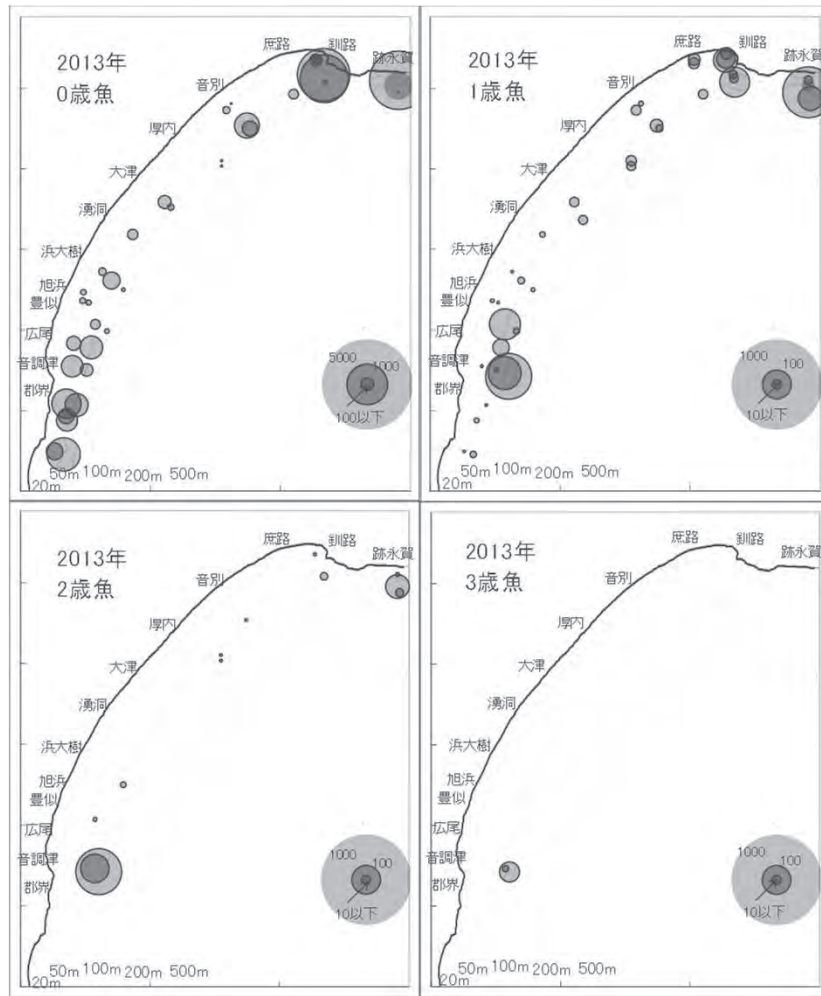 2013年
0歳魚
庶路
釧路
跡永賀
音別
厚内
大津
湧洞
浜大樹
旭浜
豊似
広尾
音調津
郡界
5000
1000
100以下
20m
50m
100m
200m
500m
2013年
1歳魚
庶路
釧路
跡永賀
音別
厚内
大津
湧洞
浜大樹
旭浜
豊似
広尾
音調津
郡界
1000
100
10以下
20m
50m
100m
200m
500m
2013年
2歳魚
庶路
釧路
跡永賀
音別
厚内
大津
湧洞
浜大樹
旭浜
豊似
広尾
音調津
郡界
1000
100
10以下
20m
50m
100m
200m
500m
2013年
3歳魚
庶路
釧路
跡永賀
音別
厚内
大津
湧洞
浜大樹
旭浜
豊似
広尾
音調津
郡界
1000
100
10以下
20m
50m
100m
200m
500m